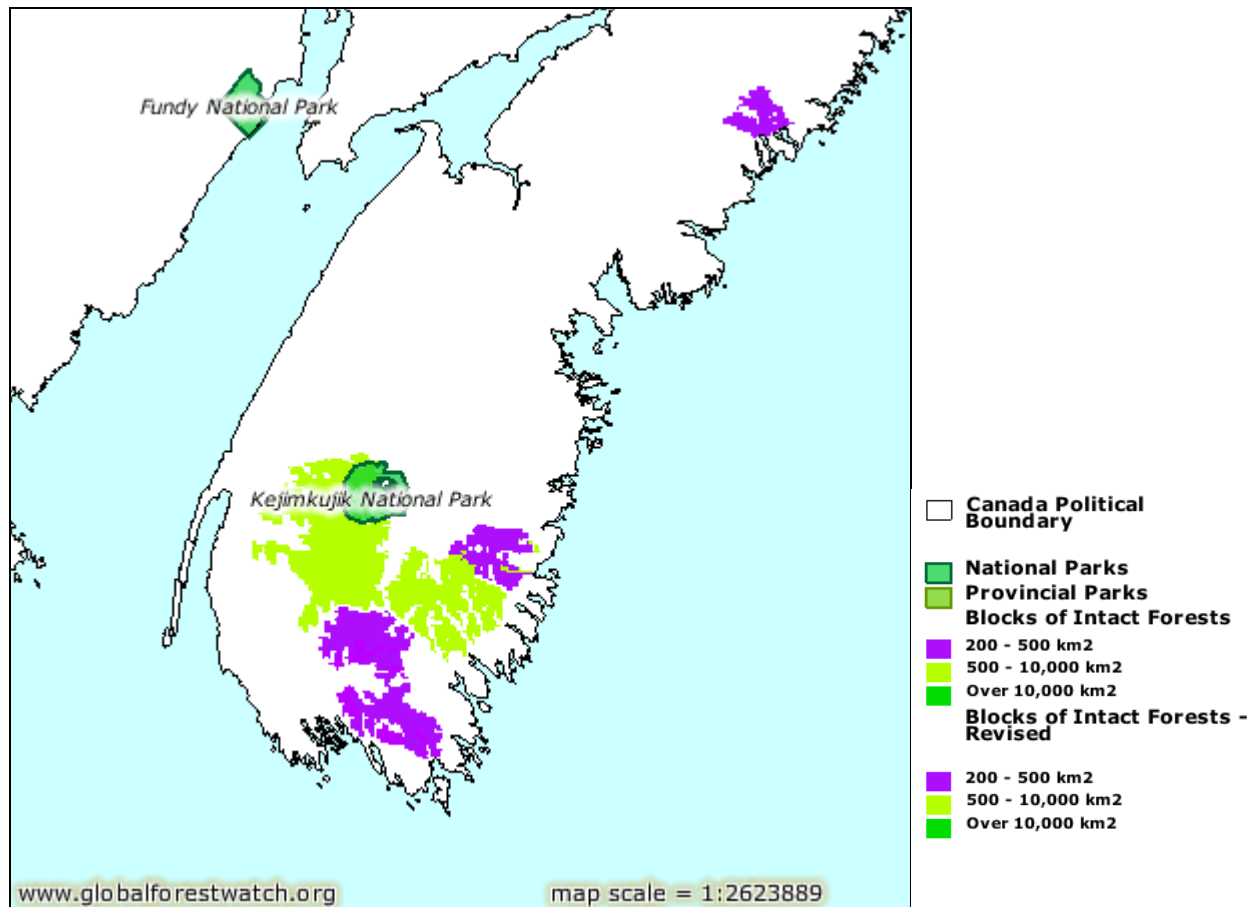 Fundy National Park
Kejimkujik National Park
Canada Political
Boundary
National Parks
Provincial Parks
Blocks of Intact Forests
200 - 500 km2
500 - 10,000 km2
Over 10,000 km2
Blocks of Intact Forests -
Revised
200 - 500 km2
500 - 10,000 km2
Over 10,000 km2
www.globalforestwatch.org
map scale = 1:2623889